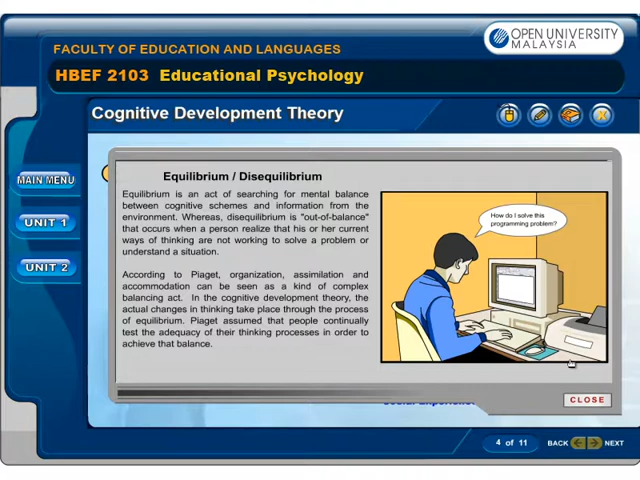 OPEN UNIVERSITY
MALAYSIA
FACULTY OF EDUCATION AND LANGUAGES
HBEF 2103 Educational Psychology
Cognitive Development Theory
MAIN MENU
UNIT 1
UNIT 2
Equilibrium / Disequilibrium
Equilibrium is an act of searching for mental balance
between cognitive schemes and information from the
environment. Whereas, disequilibrium is "out-of-balance"
that occurs when a person realize that his or her current
ways of thinking are not working to solve a problem or
understand a situation.
According to Piaget, organization, assimilation and
accommodation can be seen as a kind of complex
balancing act. In the cognitive development theory, the
actual changes in thinking take place through the process
of equilibrium. Piaget assumed that people continually
test the adequacy of their thinking processes in order to
achieve that balance.
How do I solve this
programming problem?
CLOSE
4 of 11
BACK
NEXT